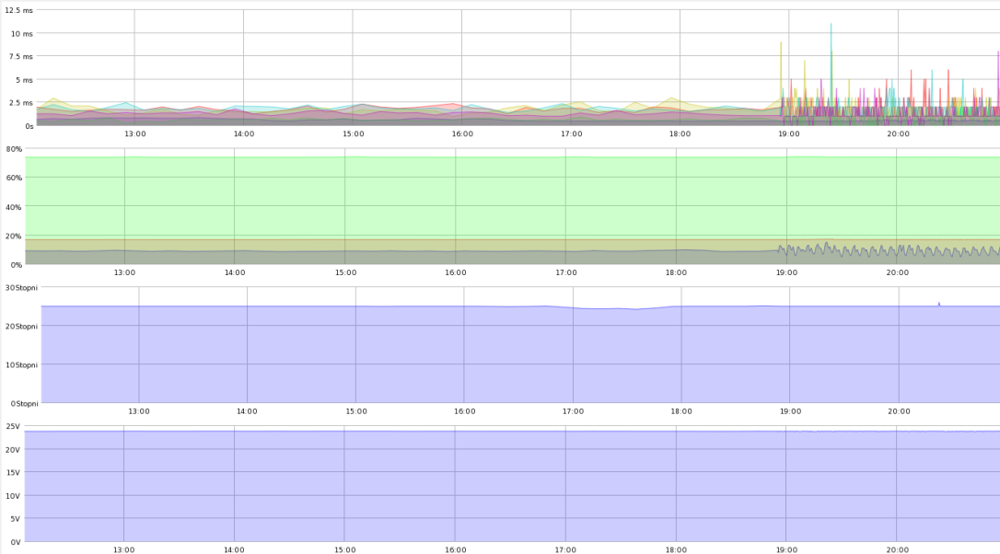 12.5 ms
10 ms
7.5 ms
5 ms
2.5 ms
0s
13:00 14:00 15:00 16:00 17:00 18:00 19:00 20:00
80%
60%
40%
20%
0%
13:00 14:00 15:00 16:00 17:00 18:00 19:00 20:00
30Stopni
20Stopni
10Stopni
0Stopni
13:00 14:00 15:00 16:00 17:00 18:00 19:00 20:00
25V
20V
15V
10V
5V
0V
13:00 14:00 15:00 16:00 17:00 18:00 19:00 20:00